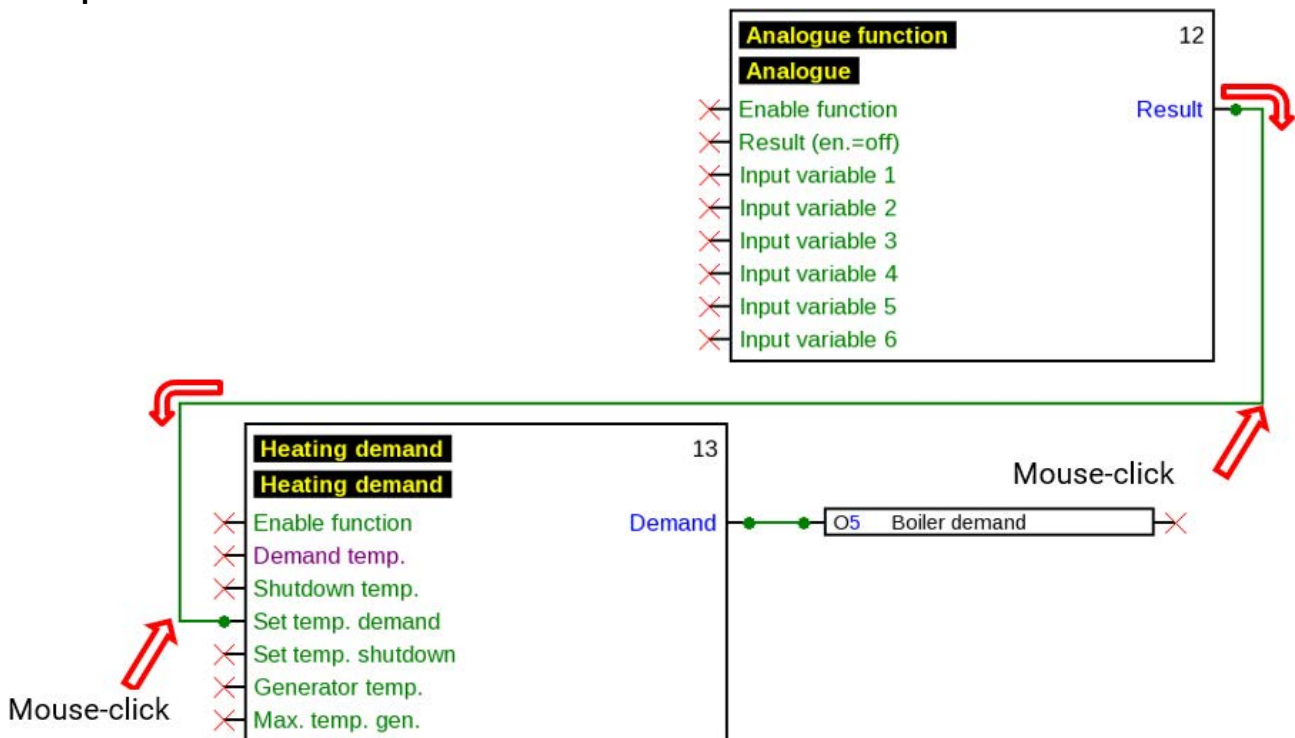 Analogue function 12
Analogue
Enable function Result
Result (en.=off)
Input variable 1
Input variable 2
Input variable 3
Input variable 4
Input variable 5
Input variable 6
Heating demand 13
Heating demand
Mouse-click
Enable function Demand O5 Boiler demand
Demand temp.
Shutdown temp.
Set temp. demand
Set temp. shutdown
Generator temp.
Mouse-click
Max. temp. gen.